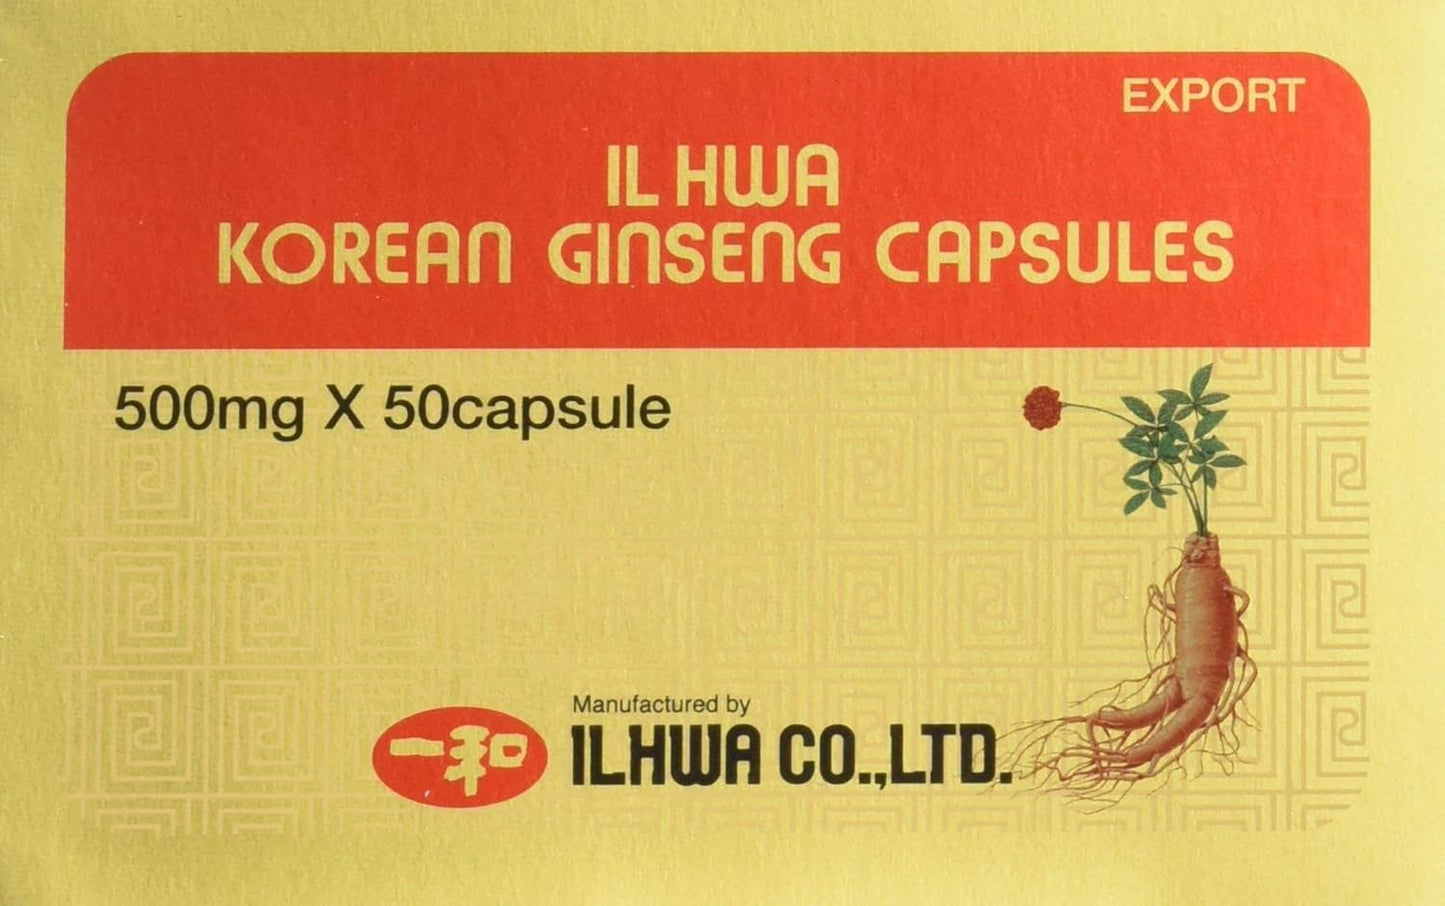 EXPORT
IL HWA
KOREAN GINSENG CAPSULES
500mg X 50capsule
Manufactured by
一和
ILHWA CO.,LTD.